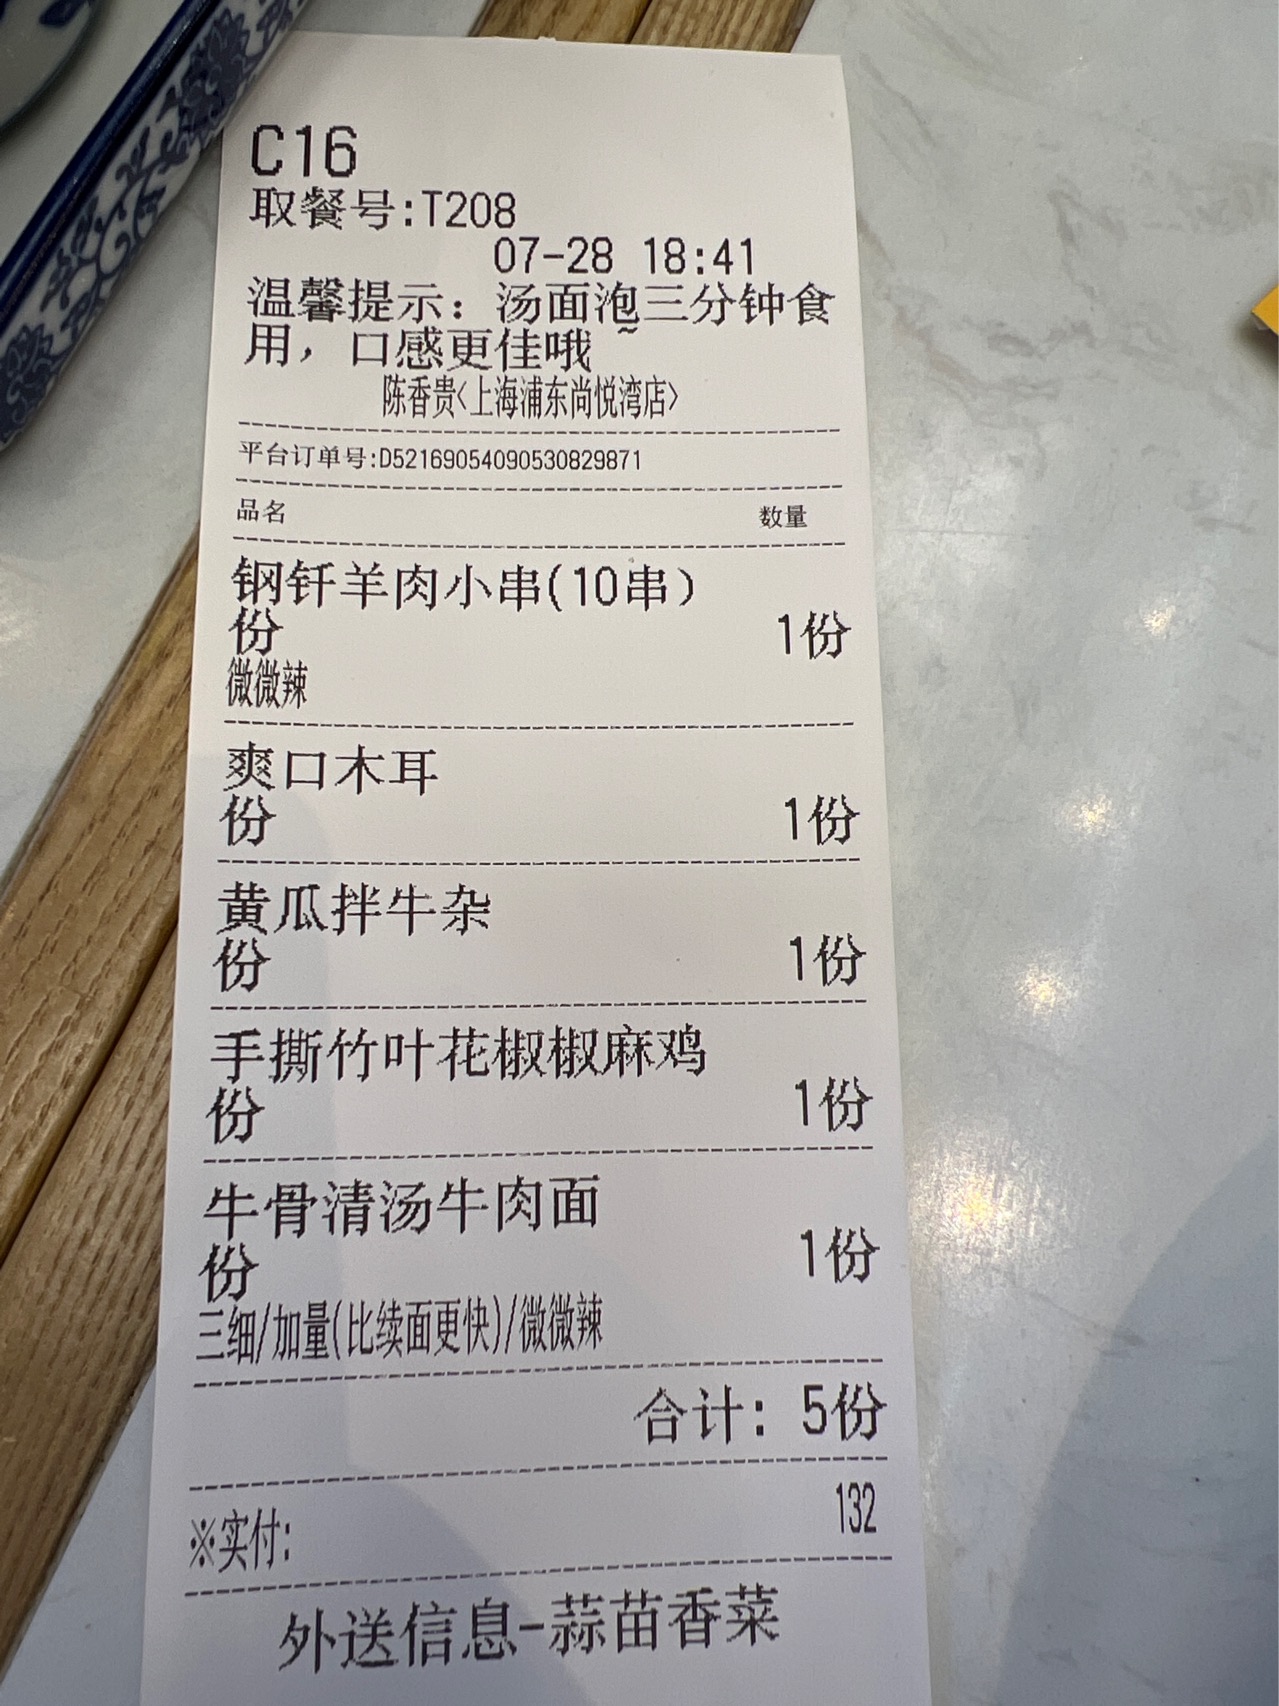 C16
取餐号:T208
07-28 18:41
温馨提示：汤面泡三分钟食
用，口感更佳哦~
陈香贵<上海浦东尚悦湾店>
平台订单号:D52169054090530829871
品名 数量
钢钎羊肉小串(10串)
份 1份
微微辣
爽口木耳
份 1份
黄瓜拌牛杂
份 1份
手撕竹叶花椒椒麻鸡
份 1份
牛骨清汤牛肉面
份 1份
三细/加量(比续面更快)/微微辣
合计：5份
※实付: 132
外送信息-蒜苗香菜